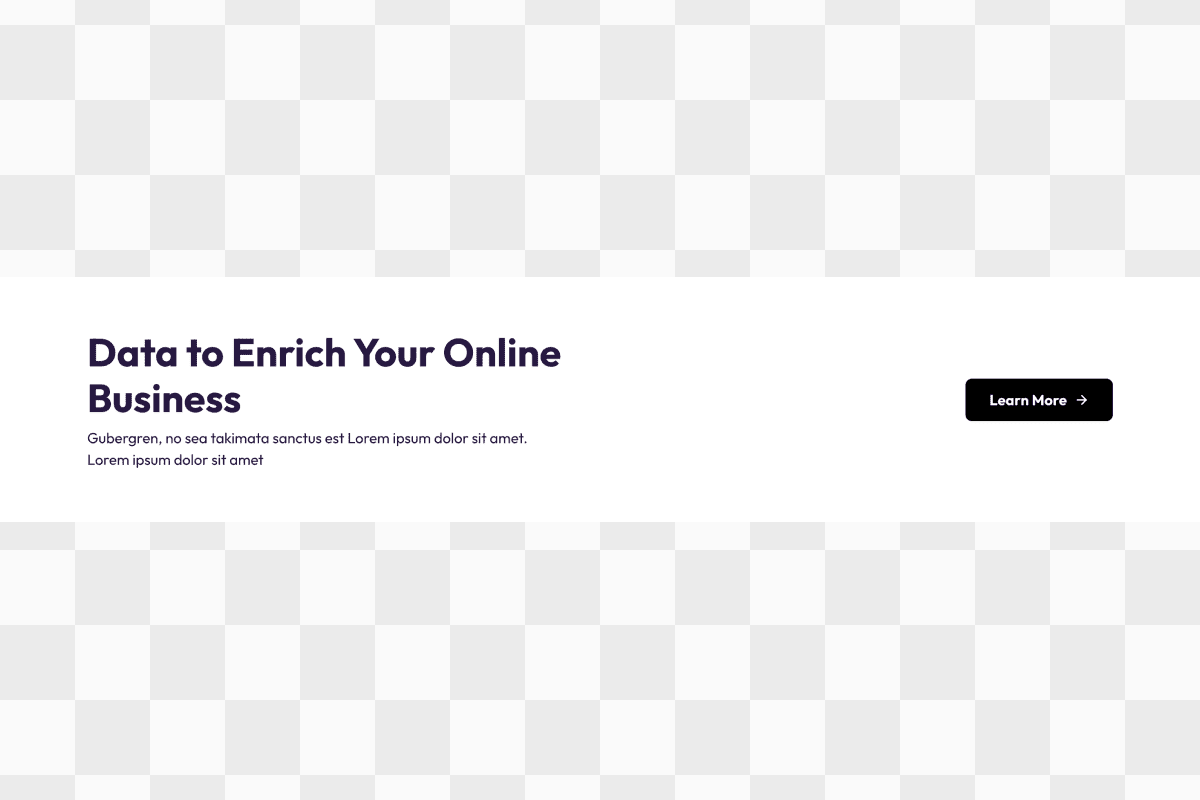 Data to Enrich Your Online
Business
Gubergren, no sea takimata sanctus est Lorem ipsum dolor sit amet.
Lorem ipsum dolor sit amet
Learn More →